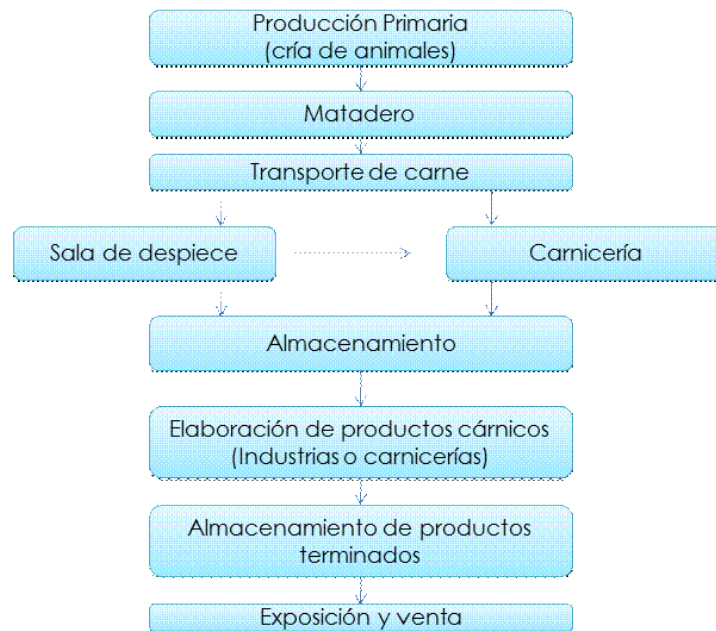 Producción Primaria
(cría de animales)
Matadero
Transporte de carne
Sala de despiece
Carnicería
Almacenamiento
Elaboración de productos cárnicos
(Industrias o carnicerías)
Almacenamiento de productos
terminados
Exposición y venta